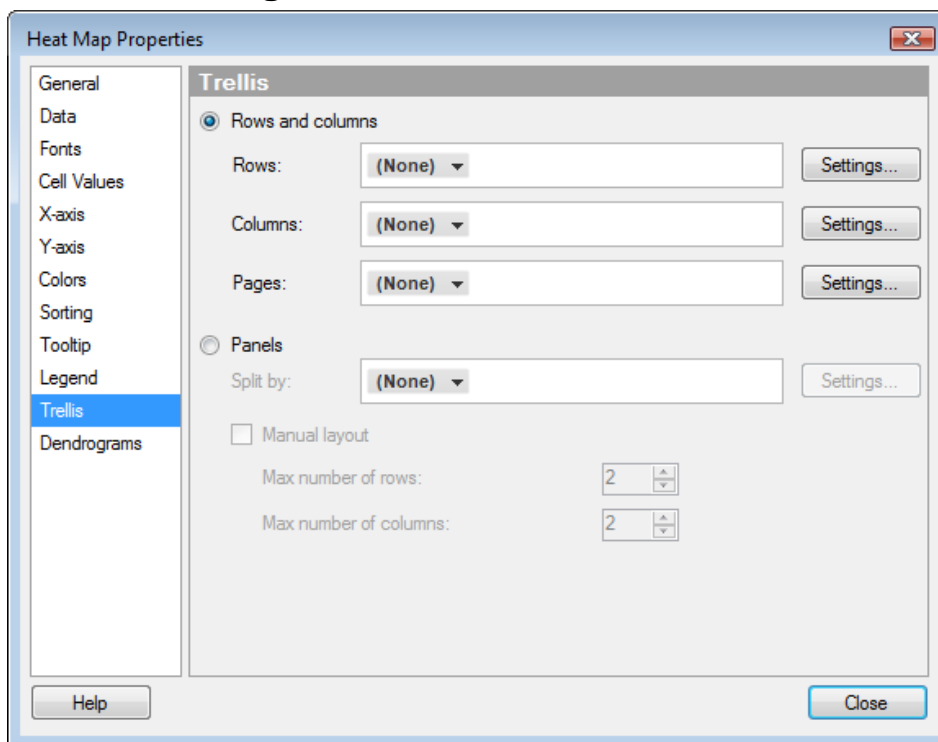 Heat Map Properties
General
Data
Fonts
Cell Values
X-axis
Y-axis
Colors
Sorting
Tooltip
Legend
Trellis
Dendrograms
Trellis
Rows and columns
Rows: (None) Settings...
Columns: (None) Settings...
Pages: (None) Settings...
Panels
Split by: (None) Settings...
Manual layout
Max number of rows: 2
Max number of columns: 2
Help Close